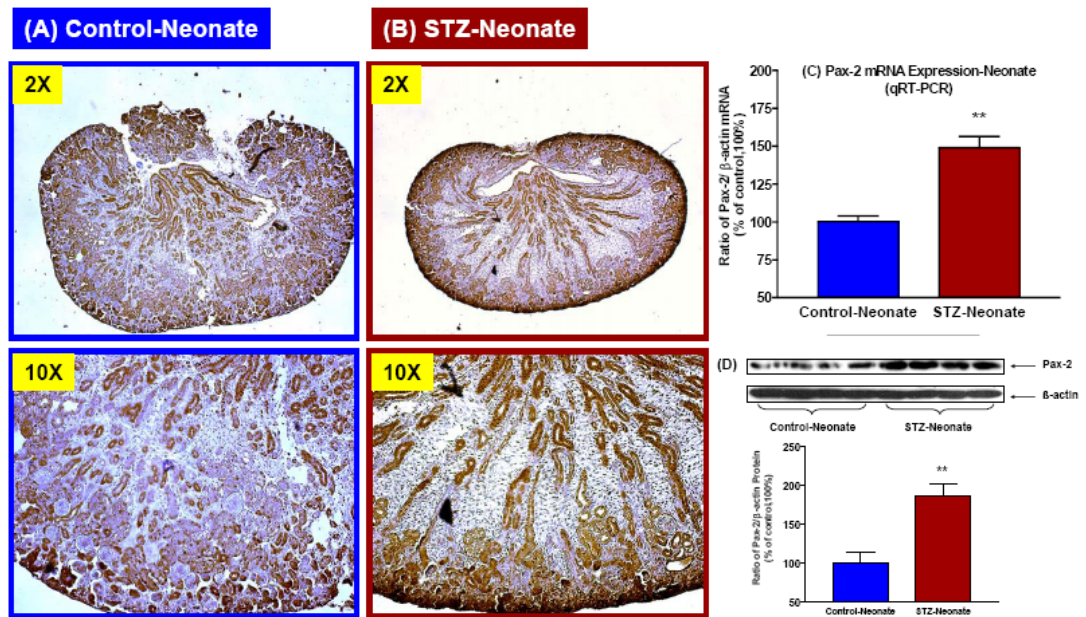 (A) Control-Neonate
(B) STZ-Neonate
2X
2X
10X
10X
(C) Pax-2 mRNA Expression-Neonate
(qRT-PCR)
Ratio of Pax-2/ β-actin mRNA
(% of control,100%)
200
175
150
125
100
75
50
**
Control-Neonate
STZ-Neonate
(D)
Pax-2
ß-actin
Control-Neonate
STZ-Neonate
Ratio of Pax-2/β-actin Protein
(% of control,100%)
250
200
150
100
50
**
Control-Neonate
STZ-Neonate